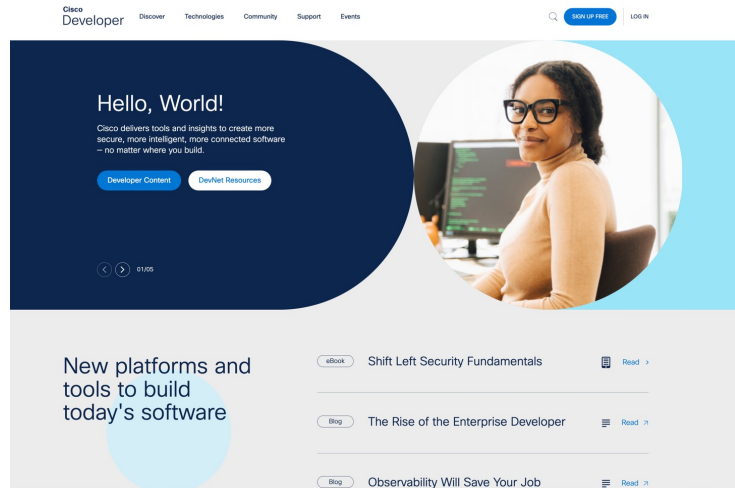 Cisco
Developer
Discover
Technologies
Community
Support
Events
SIGN UP FREE
LOG IN
Hello, World!
Cisco delivers tools and insights to create more
secure, more intelligent, more connected software
— no matter where you build.
Developer Content
DevNet Resources
01/05
New platforms and
tools to build
today's software
eBook
Shift Left Security Fundamentals
Read
Blog
The Rise of the Enterprise Developer
Read
Blog
Observability Will Save Your Job
Read